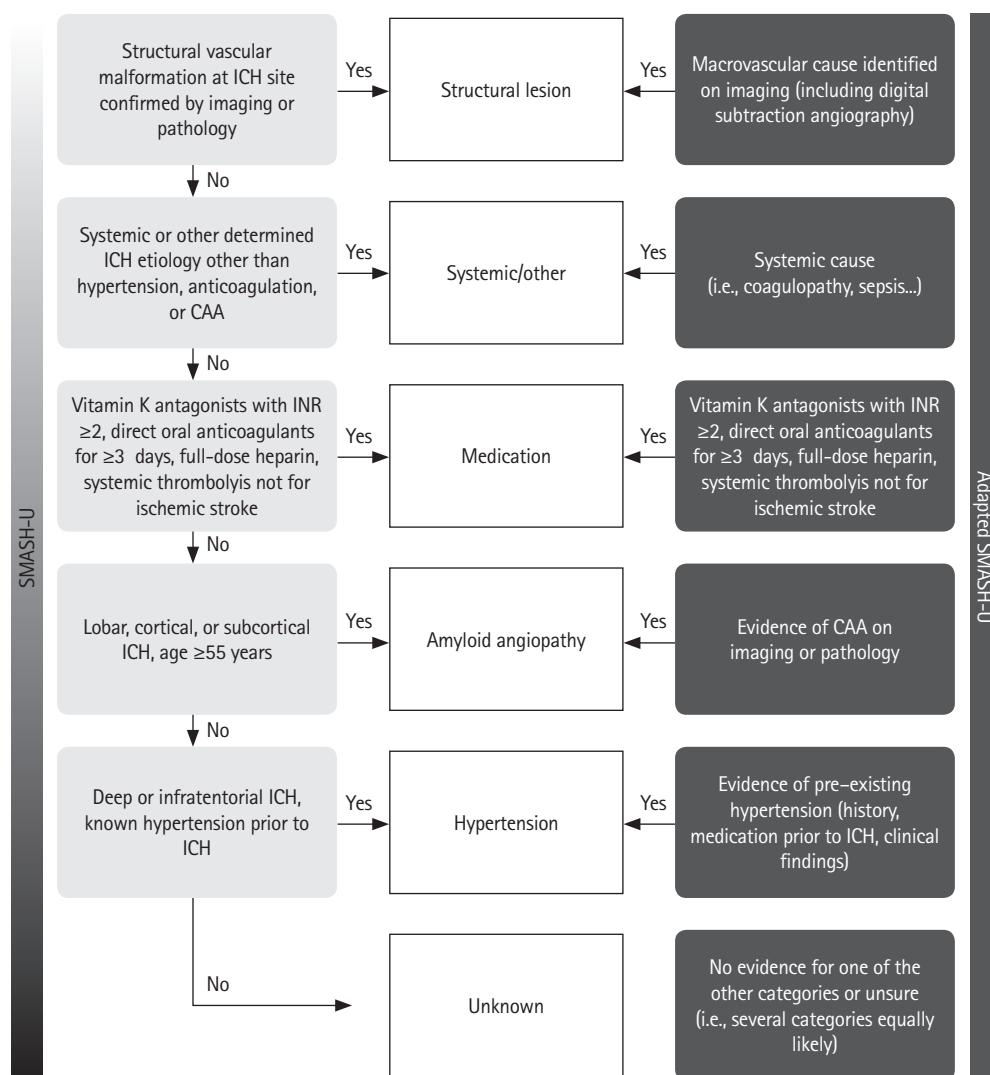 SMASH-U
Structural vascular
malformation at ICH site
confirmed by imaging or
pathology
Yes
Structural lesion
Yes
Macrovascular cause identified
on imaging (including digital
subtraction angiography)
No
Systemic or other determined
ICH etiology other than
hypertension, anticoagulation,
or CAA
Yes
Systemic/other
Yes
Systemic cause
(i.e., coagulopathy, sepsis...)
No
Vitamin K antagonists with INR
≥2, direct oral anticoagulants
for ≥3 days, full-dose heparin,
systemic thrombolyis not for
ischemic stroke
Yes
Medication
Yes
Vitamin K antagonists with INR
≥2, direct oral anticoagulants
for ≥3 days, full-dose heparin,
systemic thrombolyis not for
ischemic stroke
No
Lobar, cortical, or subcortical
ICH, age ≥55 years
Yes
Amyloid angiopathy
Yes
Evidence of CAA on
imaging or pathology
No
Deep or infratentorial ICH,
known hypertension prior to
ICH
Yes
Hypertension
Yes
Evidence of pre-existing
hypertension (history,
medication prior to ICH, clinical
findings)
No
Unknown
No evidence for one of the
other categories or unsure
(i.e., several categories equally
likely)
Adapted SMASH-U